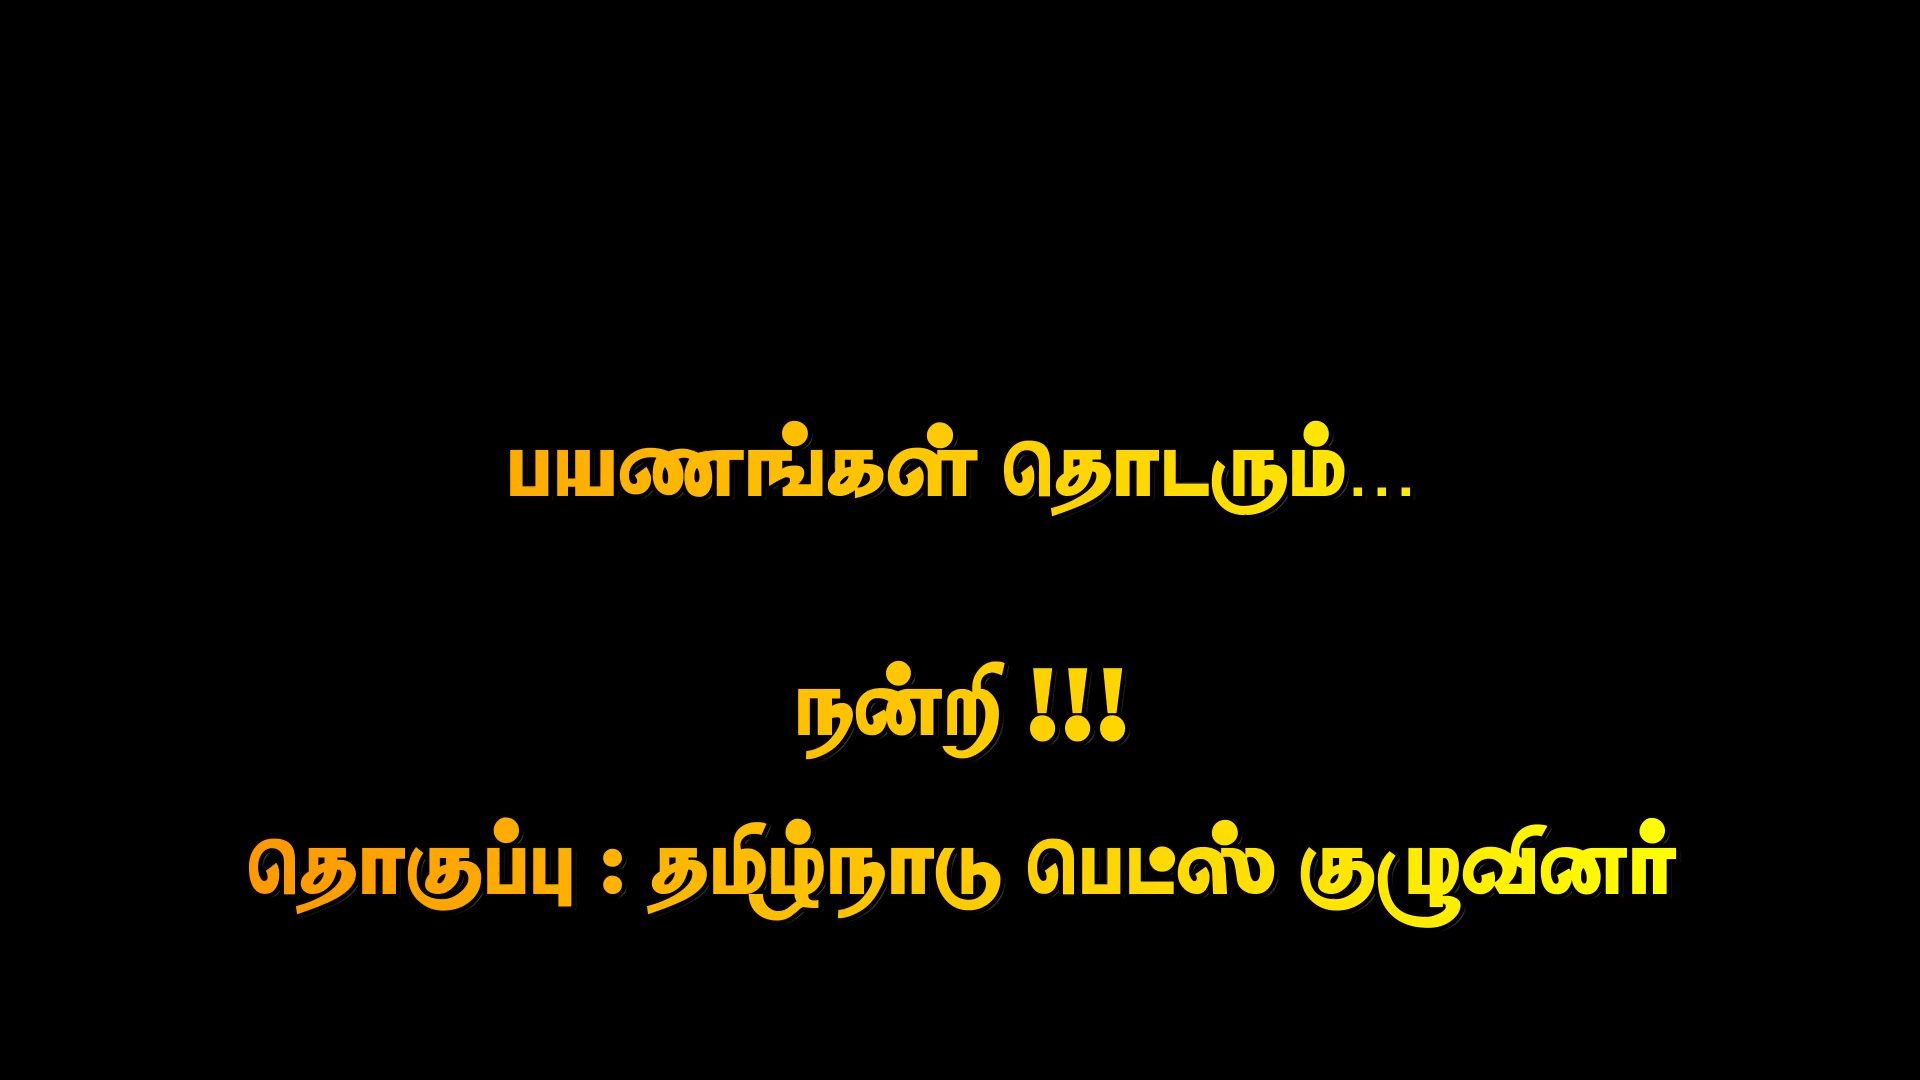 பயணங்கள் தொடரும்...
நன்றி !!!
தொகுப்பு : தமிழ்நாடு பெட்ஸ் குழுவினர்